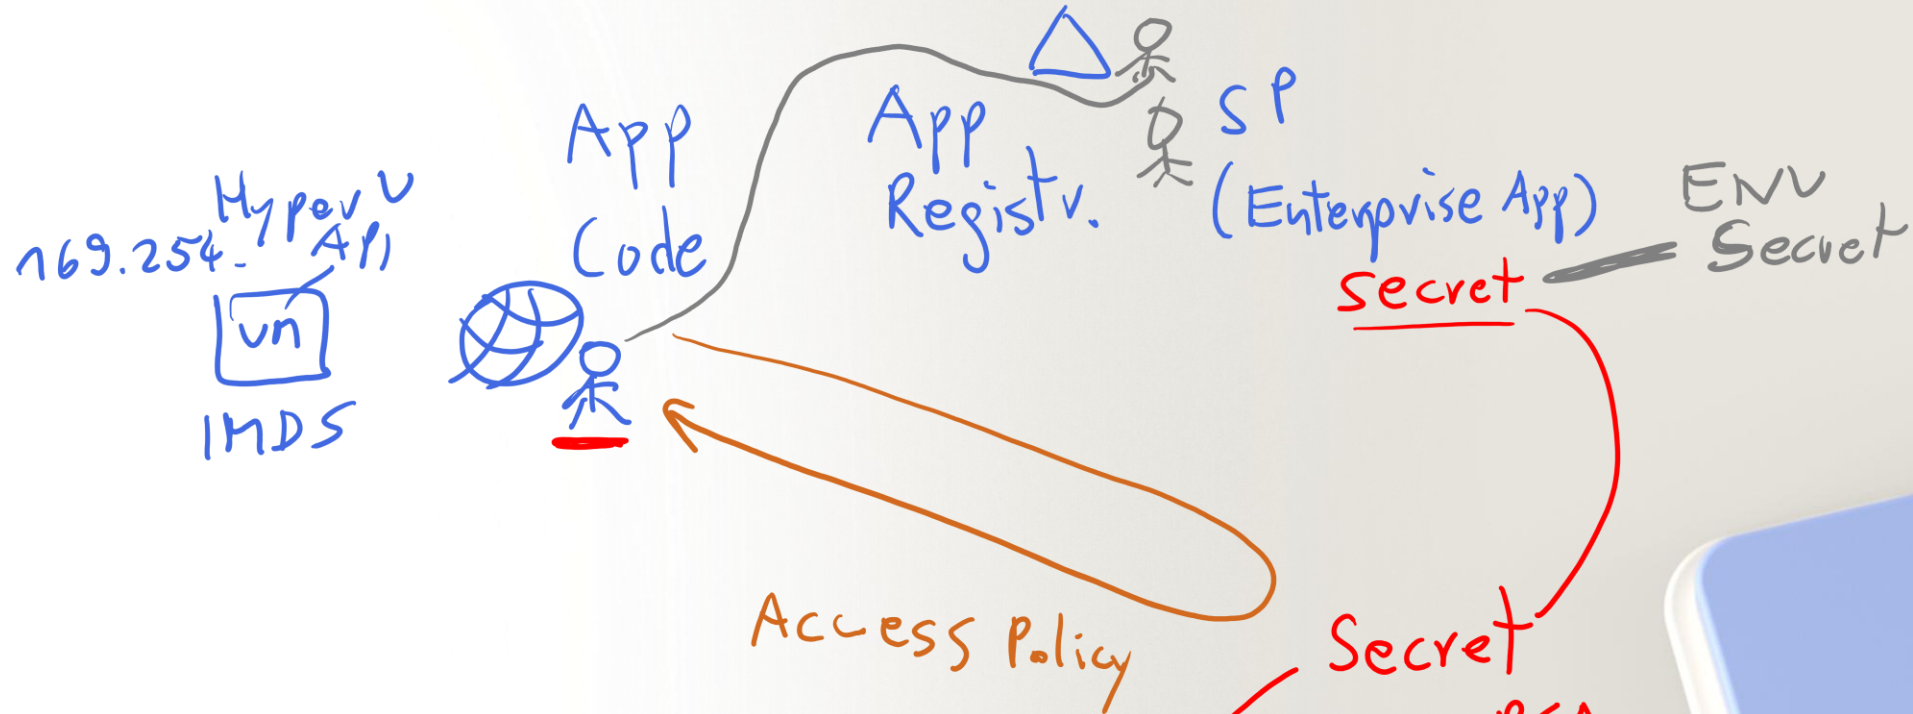 Hyper V
API
169.254.
vm
IMDS
App
Code
App
Registr.
SP
(Enterprise App)
ENV
Secret
secret
Access Policy
Secret